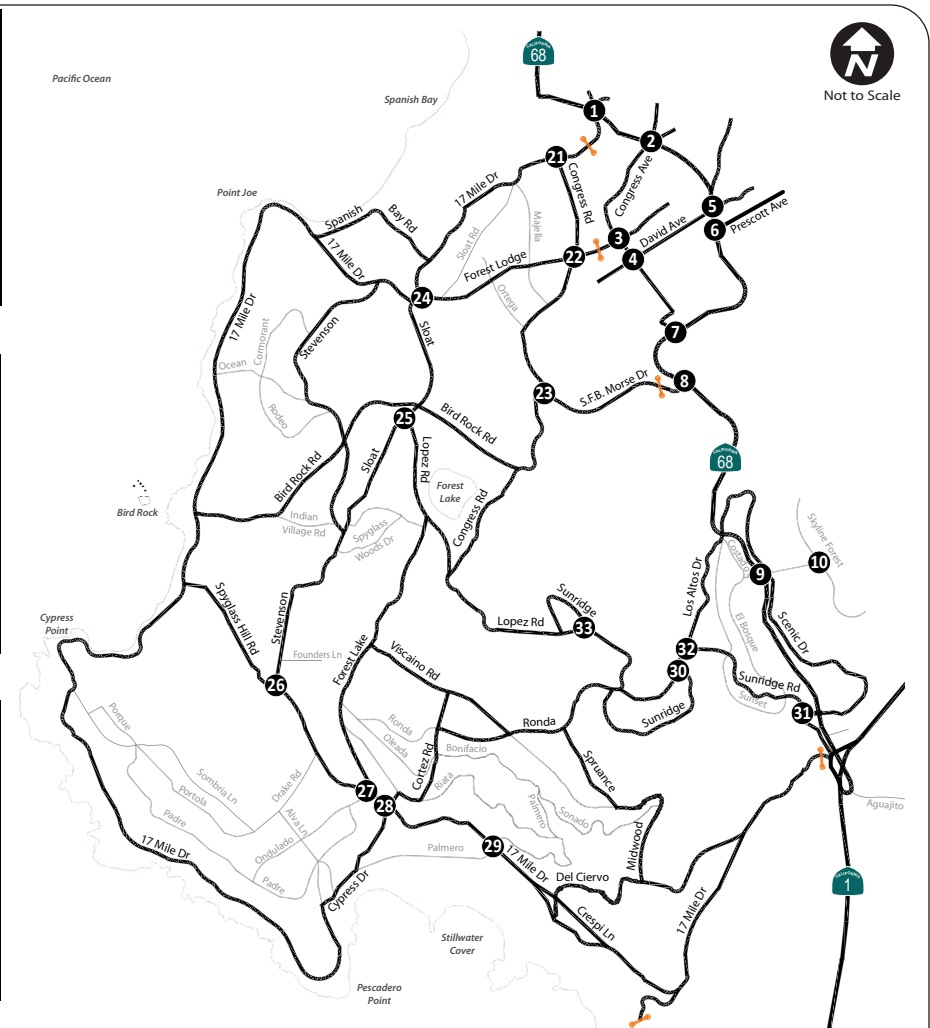 CALIFORNIA
68
N
Not to Scale
Pacific Ocean
Spanish Bay
1
2
21
Congress Ave
Congress Rd
17 Mile Dr
Point Joe
5
Prescott Ave
6
3
David Ave
4
Spanish
Bay Rd
Sloat Rd
Majella
22
Forest Lodge
17 Mile Dr
24
Ortega
17 Mile Dr
Cormorant
Stevenson
Sloat
7
8
S.F.B. Morse Dr
23
Ocean
Rodeo
25
Bird Rock Rd
Sloat
Lopez Rd
CALIFORNIA
68
Bird Rock Rd
Forest
Lake
Bird Rock
Indian
Village Rd
Spyglass
Woods Dr
Congress Rd
Skyline Forest
Costado
10
9
Los Altos Dr
Spyglass Hill Rd
Stevenson
Sunridge
Lopez Rd
33
El Bosque
Scenic Dr
Cypress
Point
Founders Ln
Forest Lake
Viscaino Rd
32
30
26
Sunridge Rd
Sunset
Sunridge
31
Porque
Ronda
Ronda
Oleada
Cortez Rd
Bonifacio
Spruance
Sombria Ln
Portola
Drake Rd
27
28
Riata
Palmero
Sonado
Aguajito
Padre
Alva Ln
Ondulado
17 Mile Dr
Padre
Cypress Dr
Palmero
29
17 Mile Dr
Midwood
Del Ciervo
CALIFORNIA
1
Crespi Ln
17 Mile Dr
Stillwater
Cover
Pescadero
Point